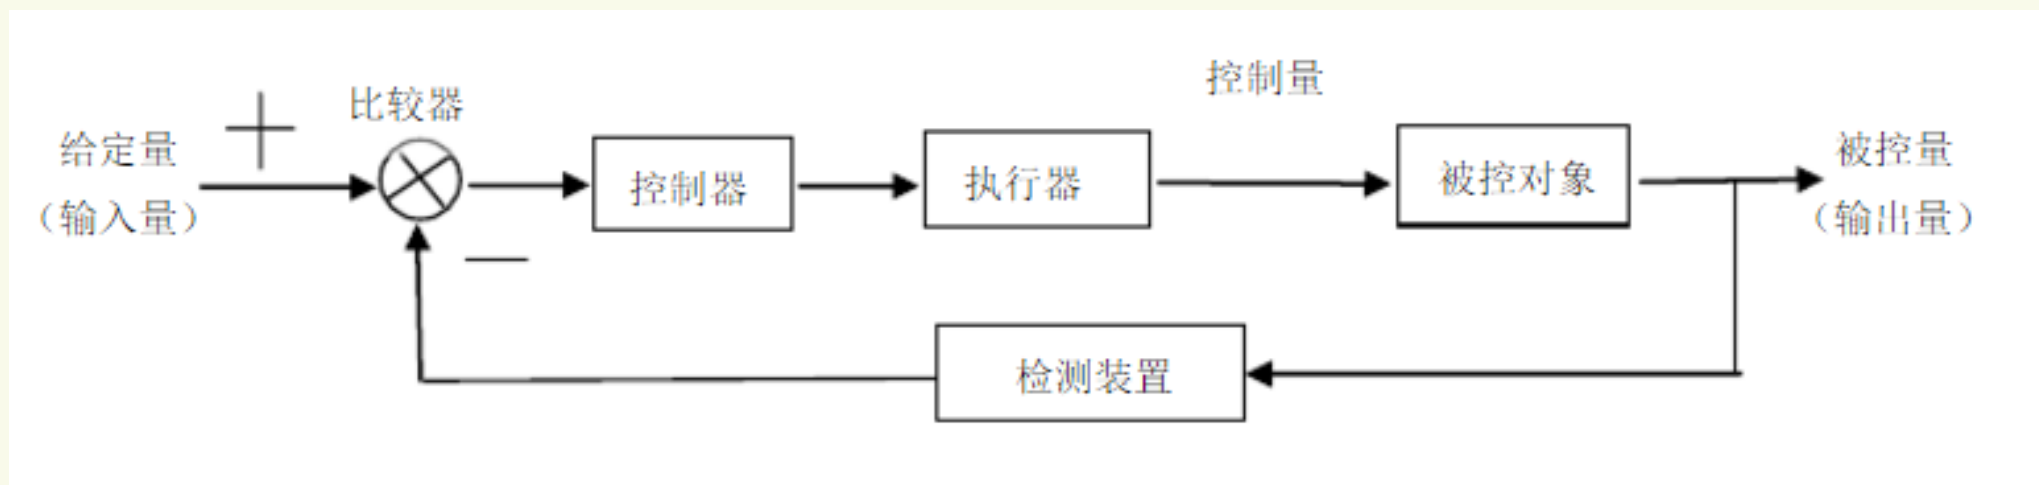 给定量
（输入量）
+
比较器
—
控制器
执行器
控制量
被控对象
被控量
（输出量）
检测装置